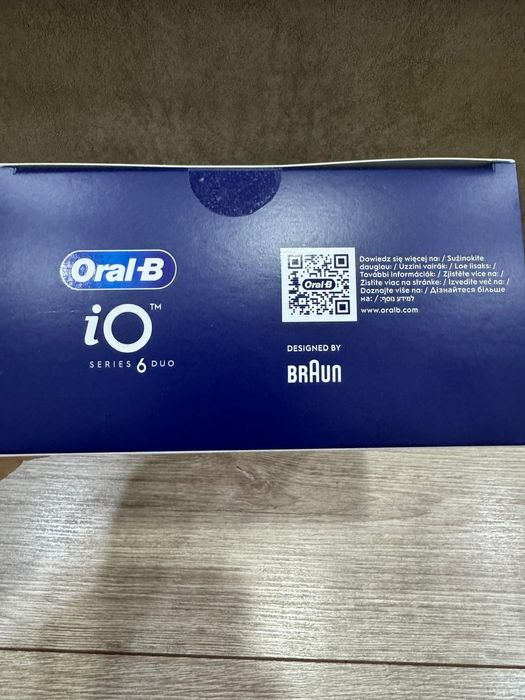 Oral-B
iO™
SERIES 6 DUO
Oral-B
Dowiedz się więcej na: / Sužinokite
daugiau: / Uzzini vairāk: / Loe lisaks: /
További információk: / Zjistěte více na: /
Zistite viac na stránke: / Izvedite več na: /
Doznajte više na: / Дізнайтеся більше
на: / למידע נוסף:
www.oralb.com
DESIGNED BY
BRAUN